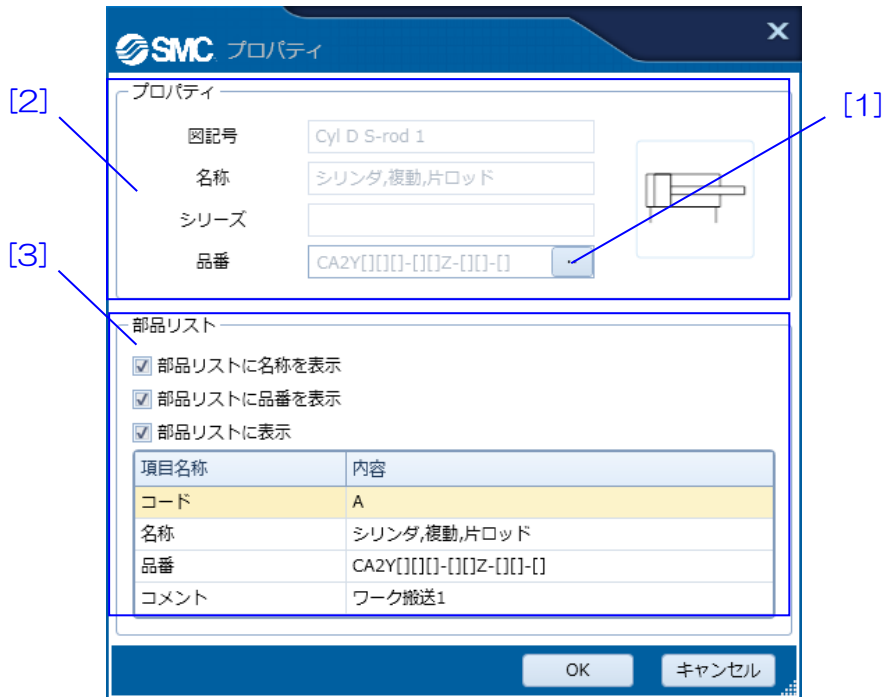 SMC プロパティ
[2]
[1]
プロパティ
図記号 Cyl D S-rod 1
名称 シリンダ,複動,片ロッド
シリーズ
[3]
品番 CA2Y[][][]-[][]Z-[][]-[]
部品リスト
部品リストに名称を表示
部品リストに品番を表示
部品リストに表示
項目名称 内容
コード A
名称 シリンダ,複動,片ロッド
品番 CA2Y[][][]-[][]Z-[][]-[]
コメント ワーク搬送1
OK キャンセル